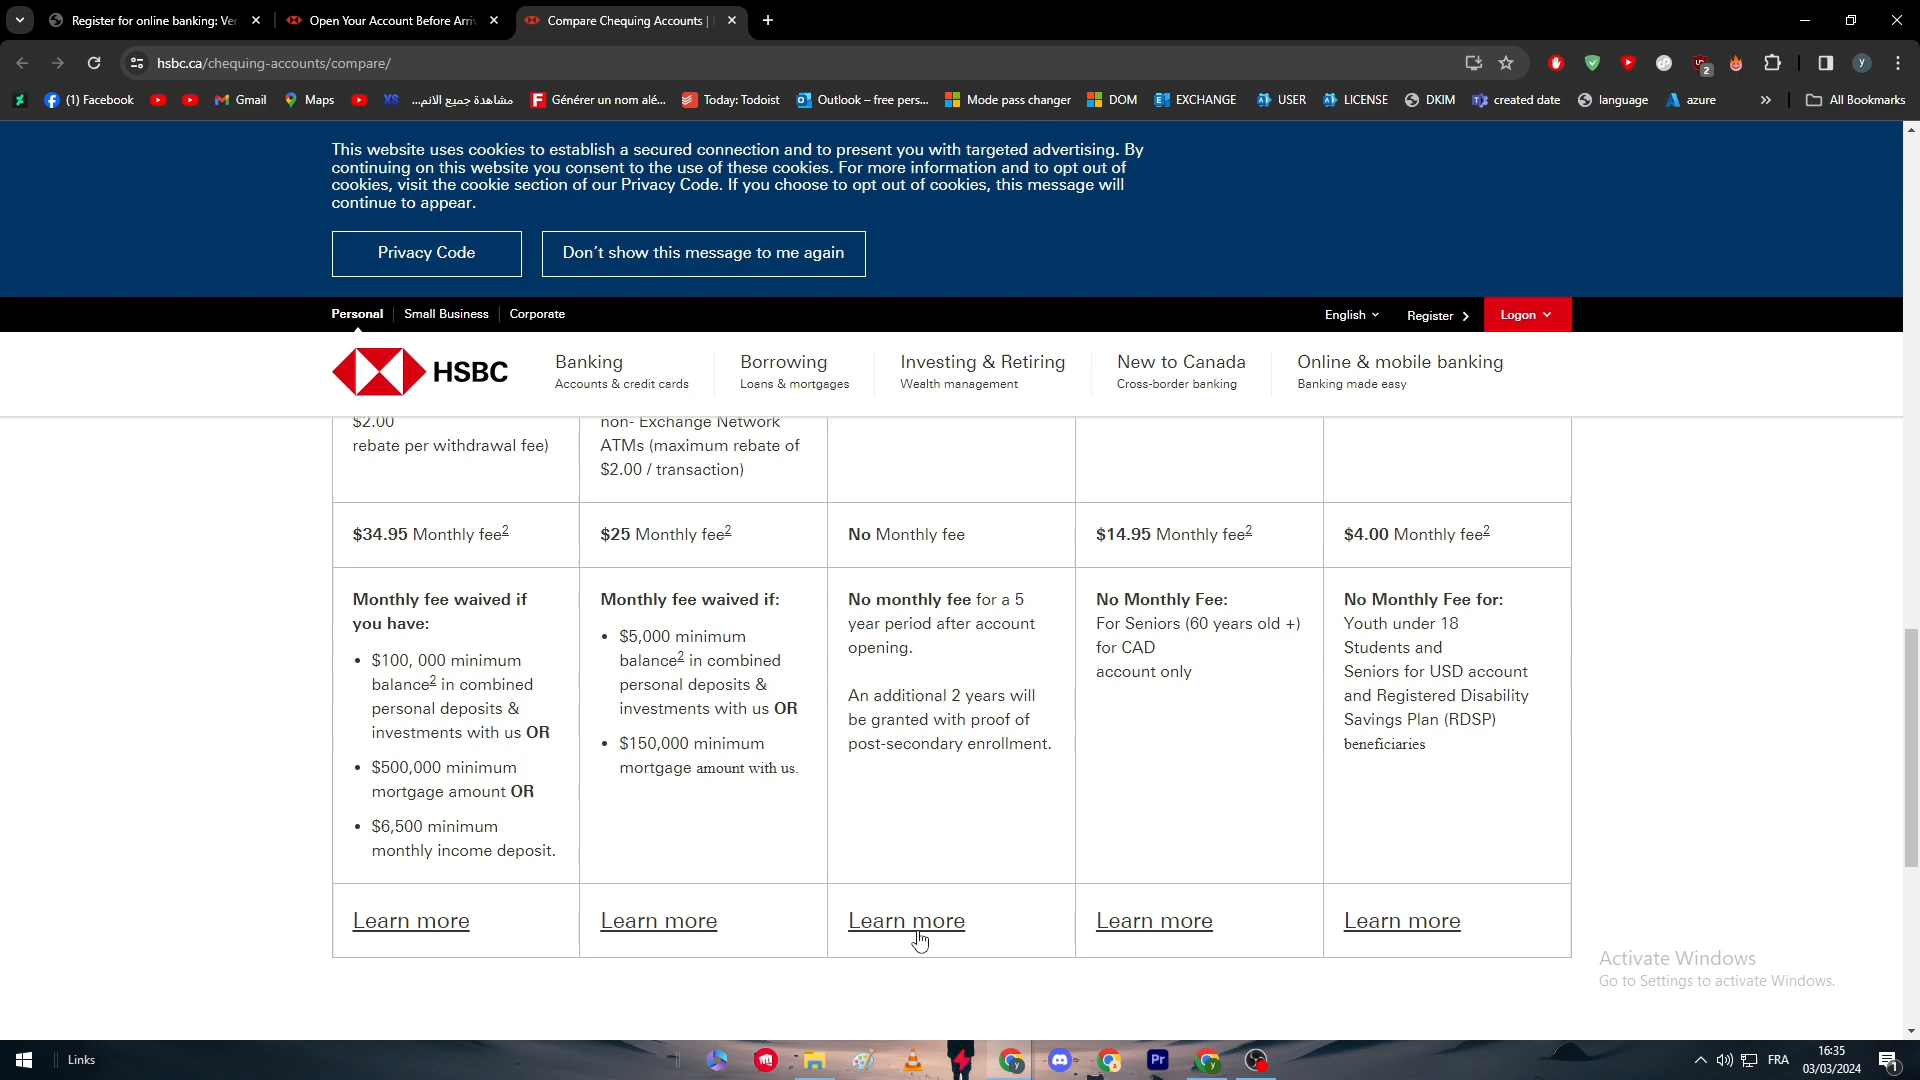 Register for online banking: Ver
Open Your Account Before Arri
Compare Chequing Accounts |
hsbc.ca/chequing-accounts/compare/
2
y
(1) Facebook
Gmail
Maps
XS
مشاهدة جميع الانم...
Générer un nom alé...
Today: Todoist
Outlook – free pers...
Mode pass changer
DOM
EXCHANGE
USER
LICENSE
DKIM
created date
language
azure
»
All Bookmarks
This website uses cookies to establish a secured connection and to present you with targeted advertising. By
continuing on this website you consent to the use of these cookies. For more information and to opt out of
cookies, visit the cookie section of our Privacy Code. If you choose to opt out of cookies, this message will
continue to appear.
Privacy Code
Don't show this message to me again
Personal
Small Business
Corporate
English
Register
Logon
HSBC
Banking
Accounts & credit cards
Borrowing
Loans & mortgages
Investing & Retiring
Wealth management
New to Canada
Cross-border banking
Online & mobile banking
Banking made easy
$2.00
rebate per withdrawal fee)
non- Exchange Network
ATMs (maximum rebate of
$2.00 / transaction)
$34.95 Monthly fee2
$25 Monthly fee2
No Monthly fee
$14.95 Monthly fee2
$4.00 Monthly fee2
Monthly fee waived if
you have:
• $100, 000 minimum
balance2 in combined
personal deposits &
investments with us OR
• $500,000 minimum
mortgage amount OR
• $6,500 minimum
monthly income deposit.
Monthly fee waived if:
• $5,000 minimum
balance2 in combined
personal deposits &
investments with us OR
• $150,000 minimum
mortgage amount with us.
No monthly fee for a 5
year period after account
opening.
An additional 2 years will
be granted with proof of
post-secondary enrollment.
No Monthly Fee:
For Seniors (60 years old +)
for CAD
account only
No Monthly Fee for:
Youth under 18
Students and
Seniors for USD account
and Registered Disability
Savings Plan (RDSP)
beneficiaries
Learn more
Learn more
Learn more
Learn more
Learn more
Activate Windows
Go to Settings to activate Windows.
Links
Pr
FRA
16:35
03/03/2024
1